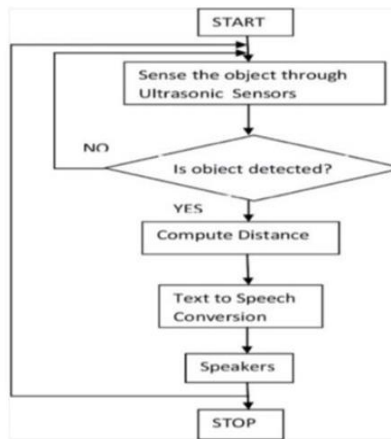 START
Sense the object through
Ultrasonic Sensors
NO
Is object detected?
YES
Compute Distance
Text to Speech
Conversion
Speakers
STOP